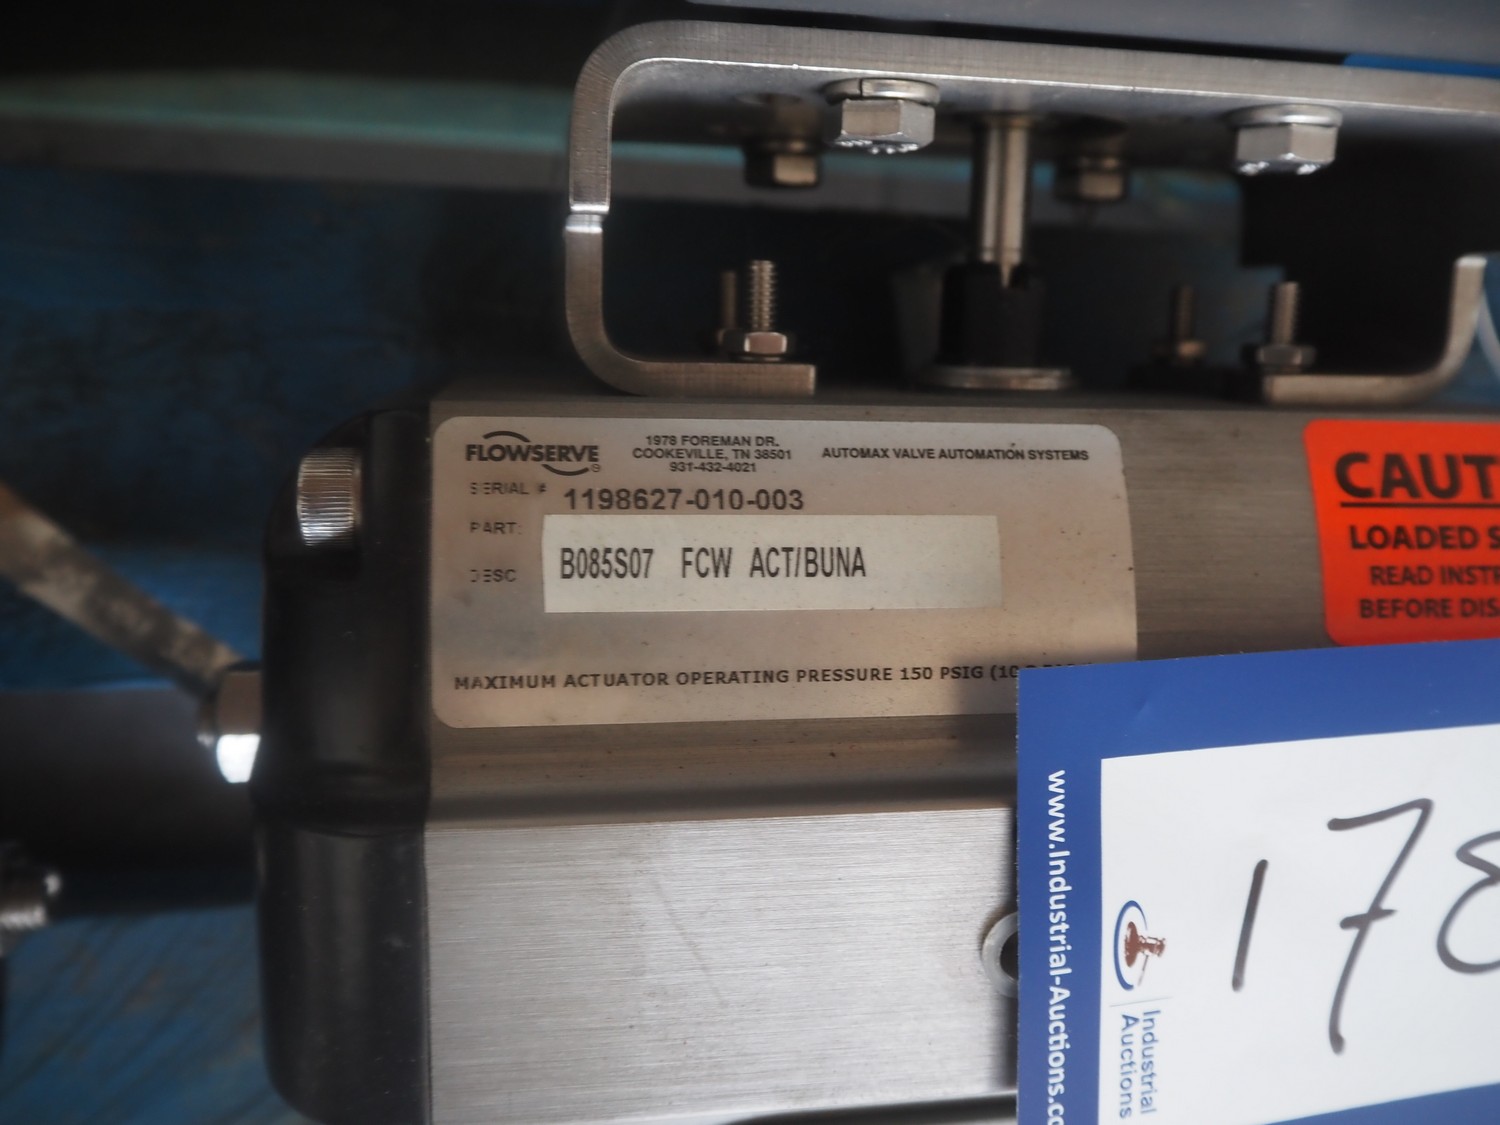 FLOWSERVE
1978 FOREMAN DR.
COOKEVILLE, TN 38501
931-432-4021
AUTOMAX VALVE AUTOMATION SYSTEMS
SERIAL # 1198627-010-003
PART:
DESC
B085S07 FCW ACT/BUNA
MAXIMUM ACTUATOR OPERATING PRESSURE 150 PSIG (10
CAUT
LOADED S
READ INSTR
BEFORE DIS
www.Industrial-Auctions.co
Industrial
Auctions
178